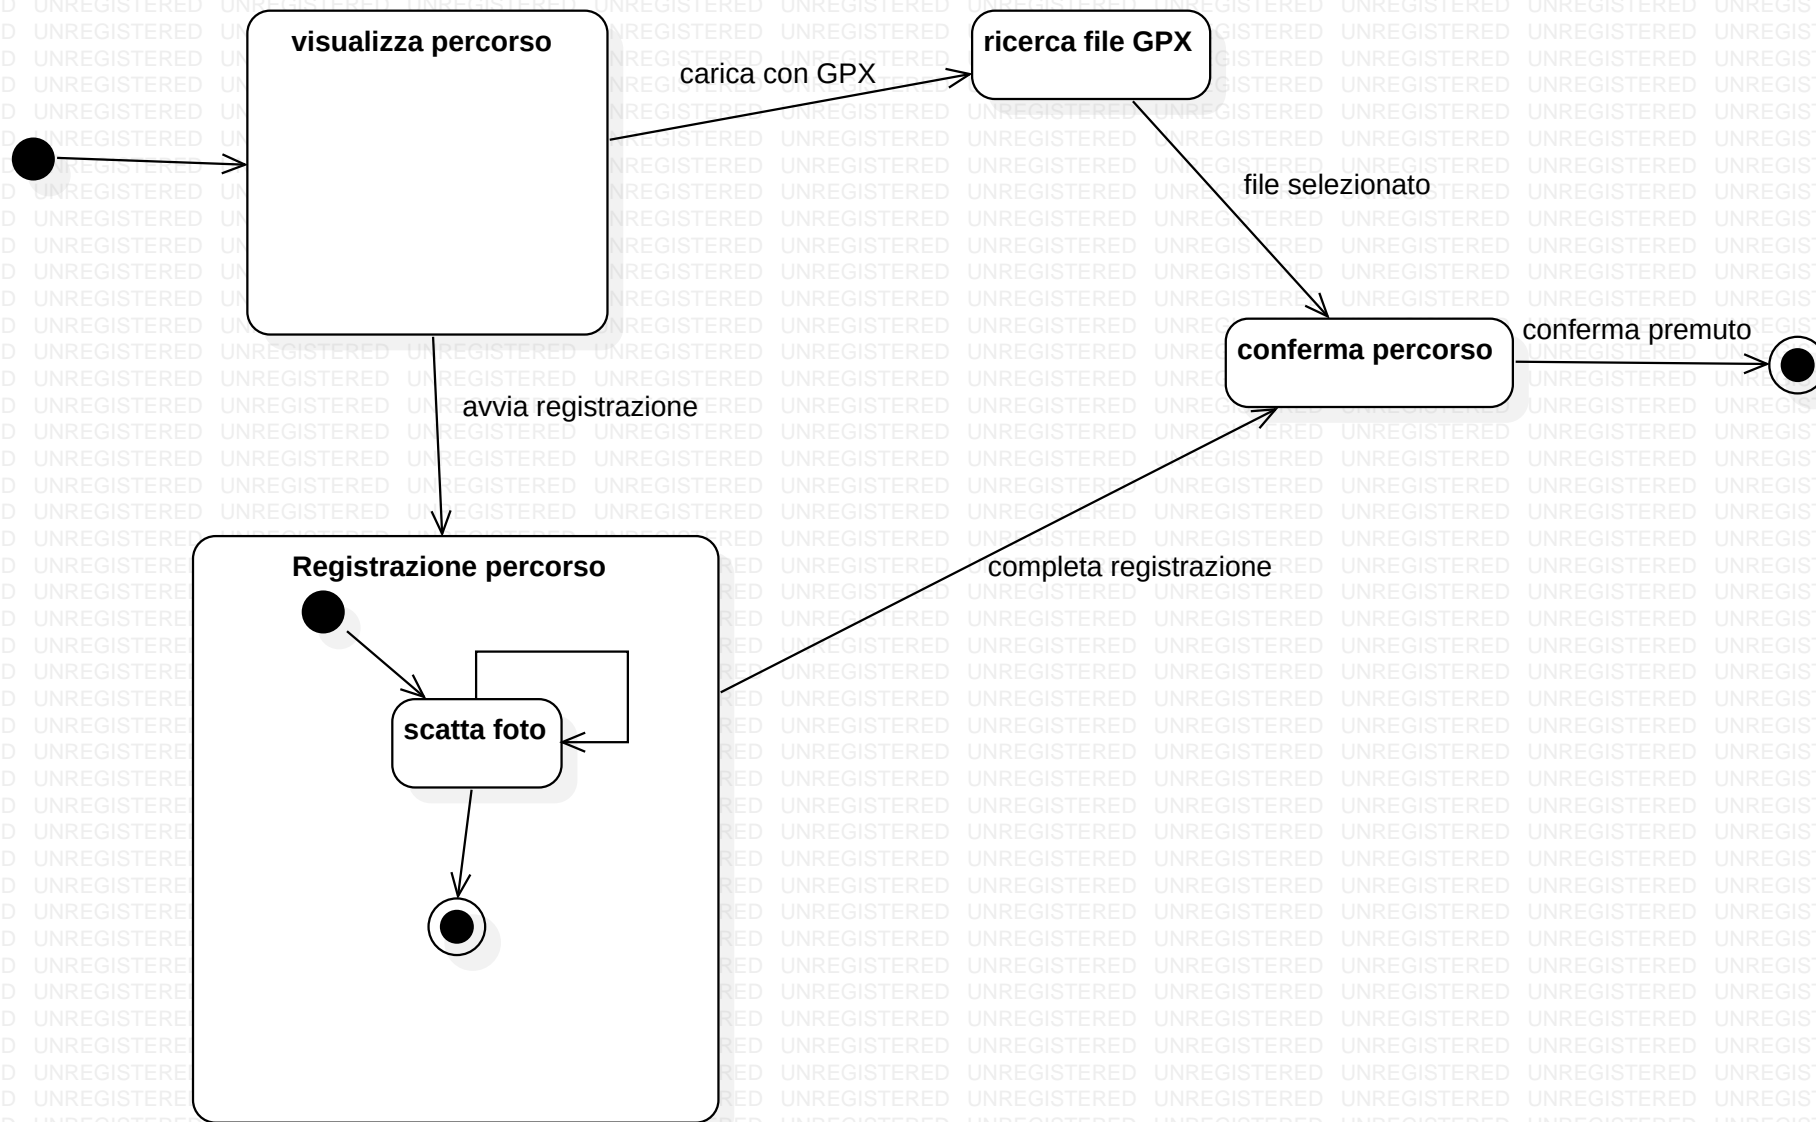 visualizza percorso
ricerca file GPX
carica con GPX
file selezionato
conferma percorso
conferma premuto
avvia registrazione
Registrazione percorso
completa registrazione
scatta foto
UNREGISTERED